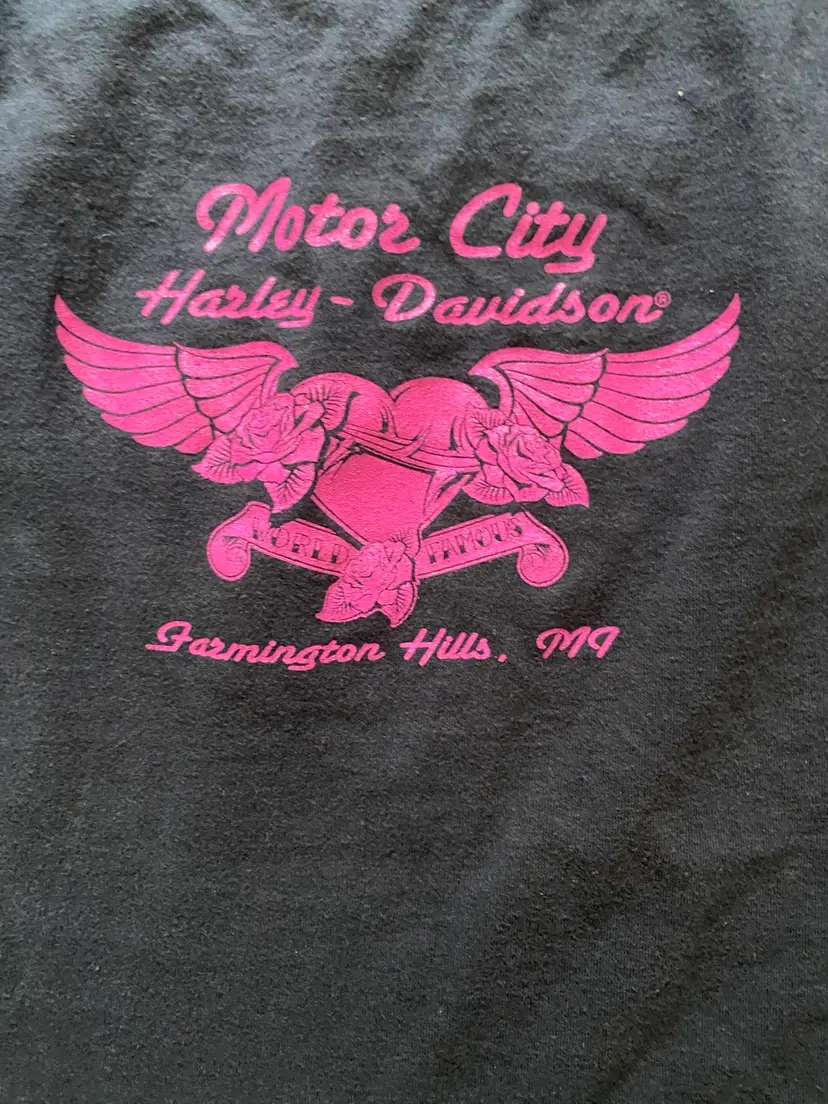 Motor City
Harley-Davidson®
WORLD FAMOUS
Farmington Hills, MI